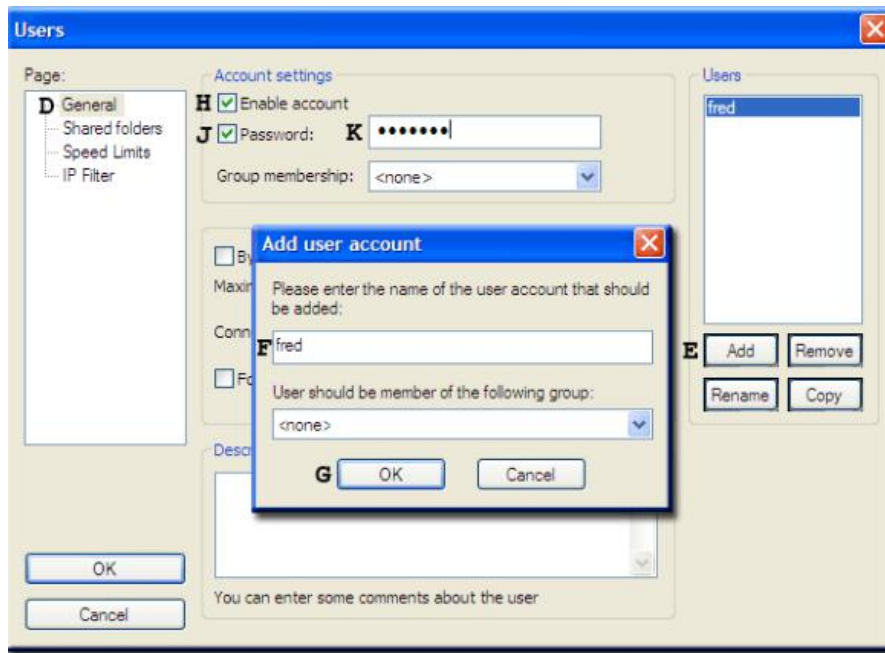 Users
Page:
D General
Shared folders
Speed Limits
IP Filter
OK
Cancel
Account settings
H Enable account
J Password: K •••••••
Group membership: <none>
By
Maxin
Conn
Fo
Descr
You can enter some comments about the user
Add user account
Please enter the name of the user account that should
be added:
F fred
User should be member of the following group:
<none>
G OK Cancel
Users
fred
E Add Remove
Rename Copy